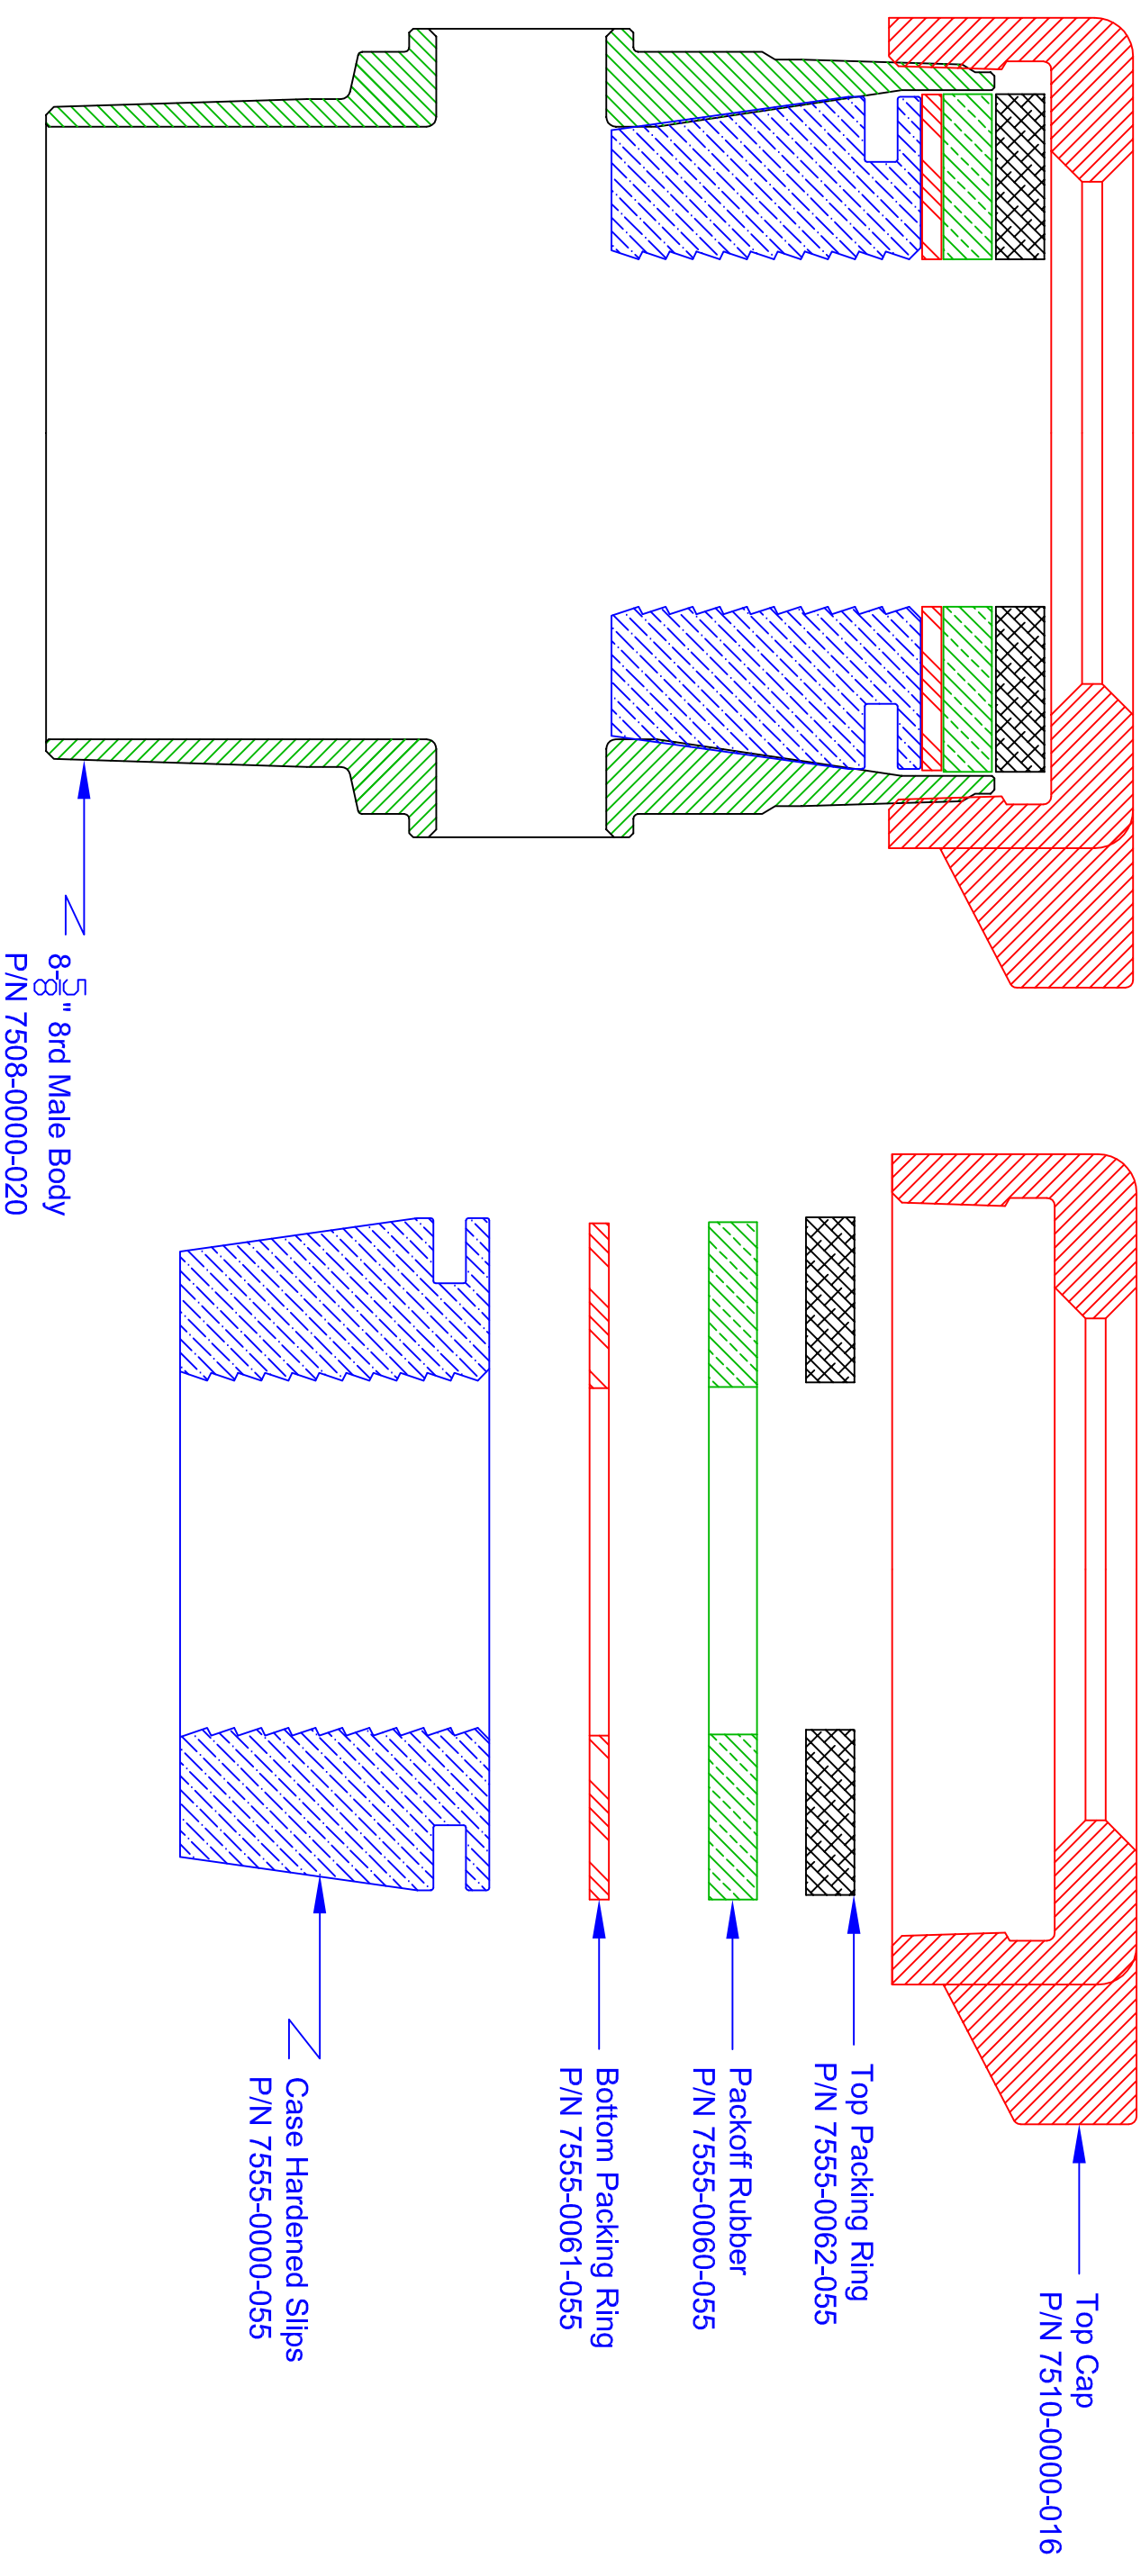 Top Cap
P/N 7510-0000-016
Top Packing Ring
P/N 7555-0062-055
Packoff Rubber
P/N 7555-0060-055
Bottom Packing Ring
P/N 7555-0061-055
Case Hardened Slips
P/N 7555-0000-055
8-5/8" 8rd Male Body
P/N 7508-0000-020